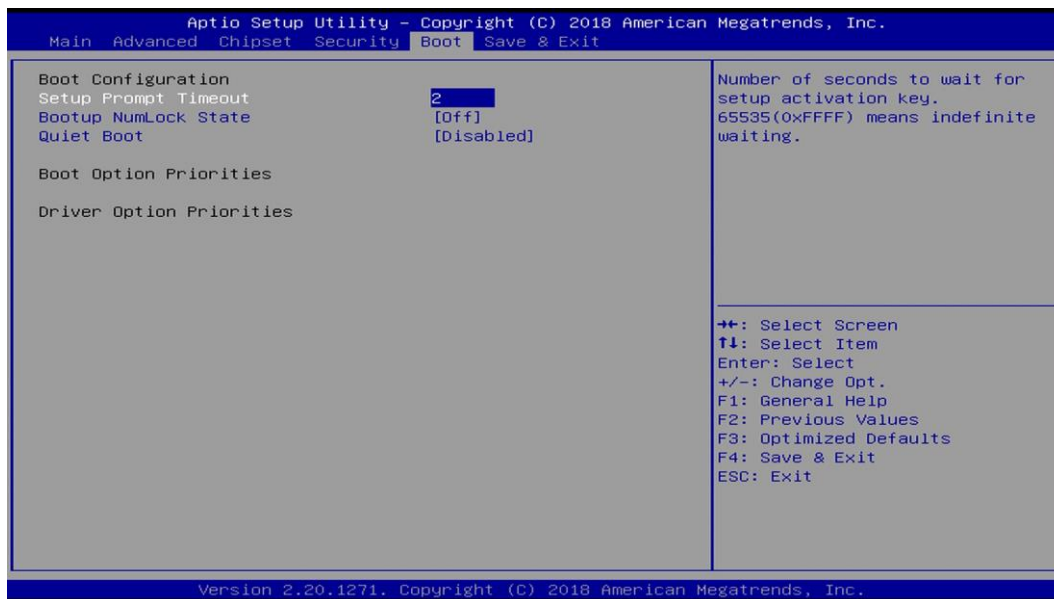 Aptio Setup Utility – Copyright (C) 2018 American Megatrends, Inc.
Main Advanced Chipset Security Boot Save & Exit
Boot Configuration
Setup Prompt Timeout 2
Bootup NumLock State [Off]
Quiet Boot [Disabled]
Boot Option Priorities
Driver Option Priorities
Number of seconds to wait for
setup activation key.
65535(0xFFFF) means indefinite
waiting.
→←: Select Screen
↑↓: Select Item
Enter: Select
+/-: Change Opt.
F1: General Help
F2: Previous Values
F3: Optimized Defaults
F4: Save & Exit
ESC: Exit
Version 2.20.1271. Copyright (C) 2018 American Megatrends, Inc.